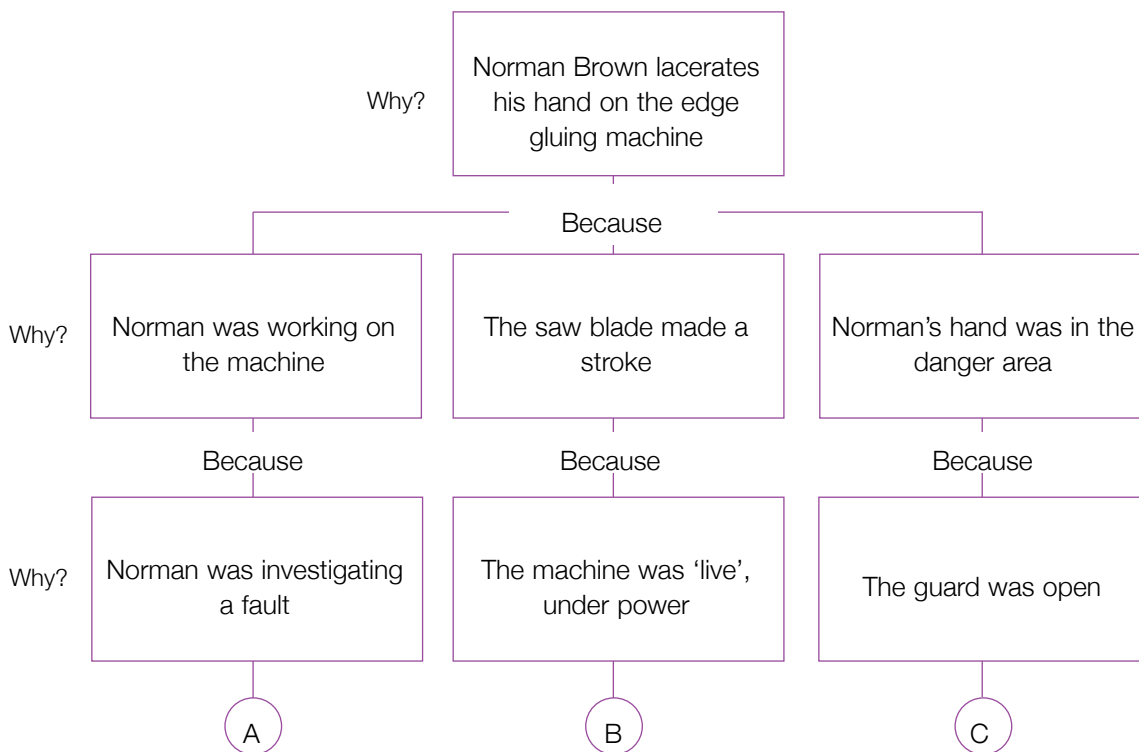 Norman Brown lacerates
his hand on the edge
gluing machine
Why?
Because
Why?
Norman was working on
the machine
The saw blade made a
stroke
Norman’s hand was in the
danger area
Because
Because
Because
Why?
Norman was investigating
a fault
The machine was ‘live’,
under power
The guard was open
A
B
C